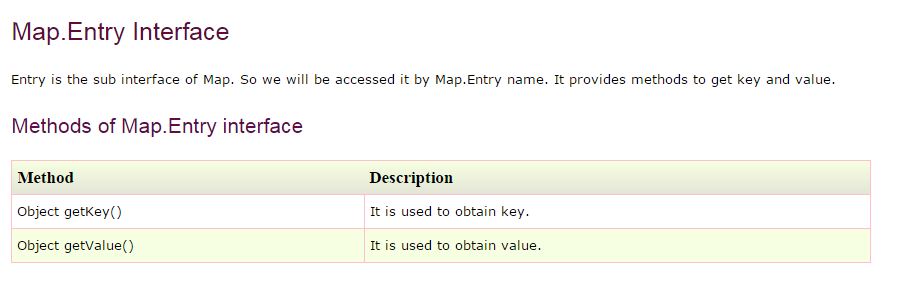 Map.Entry Interface
Entry is the sub interface of Map. So we will be accessed it by Map.Entry name. It provides methods to get key and value.
Methods of Map.Entry interface
Method Description
Object getKey() It is used to obtain key.
Object getValue() It is used to obtain value.